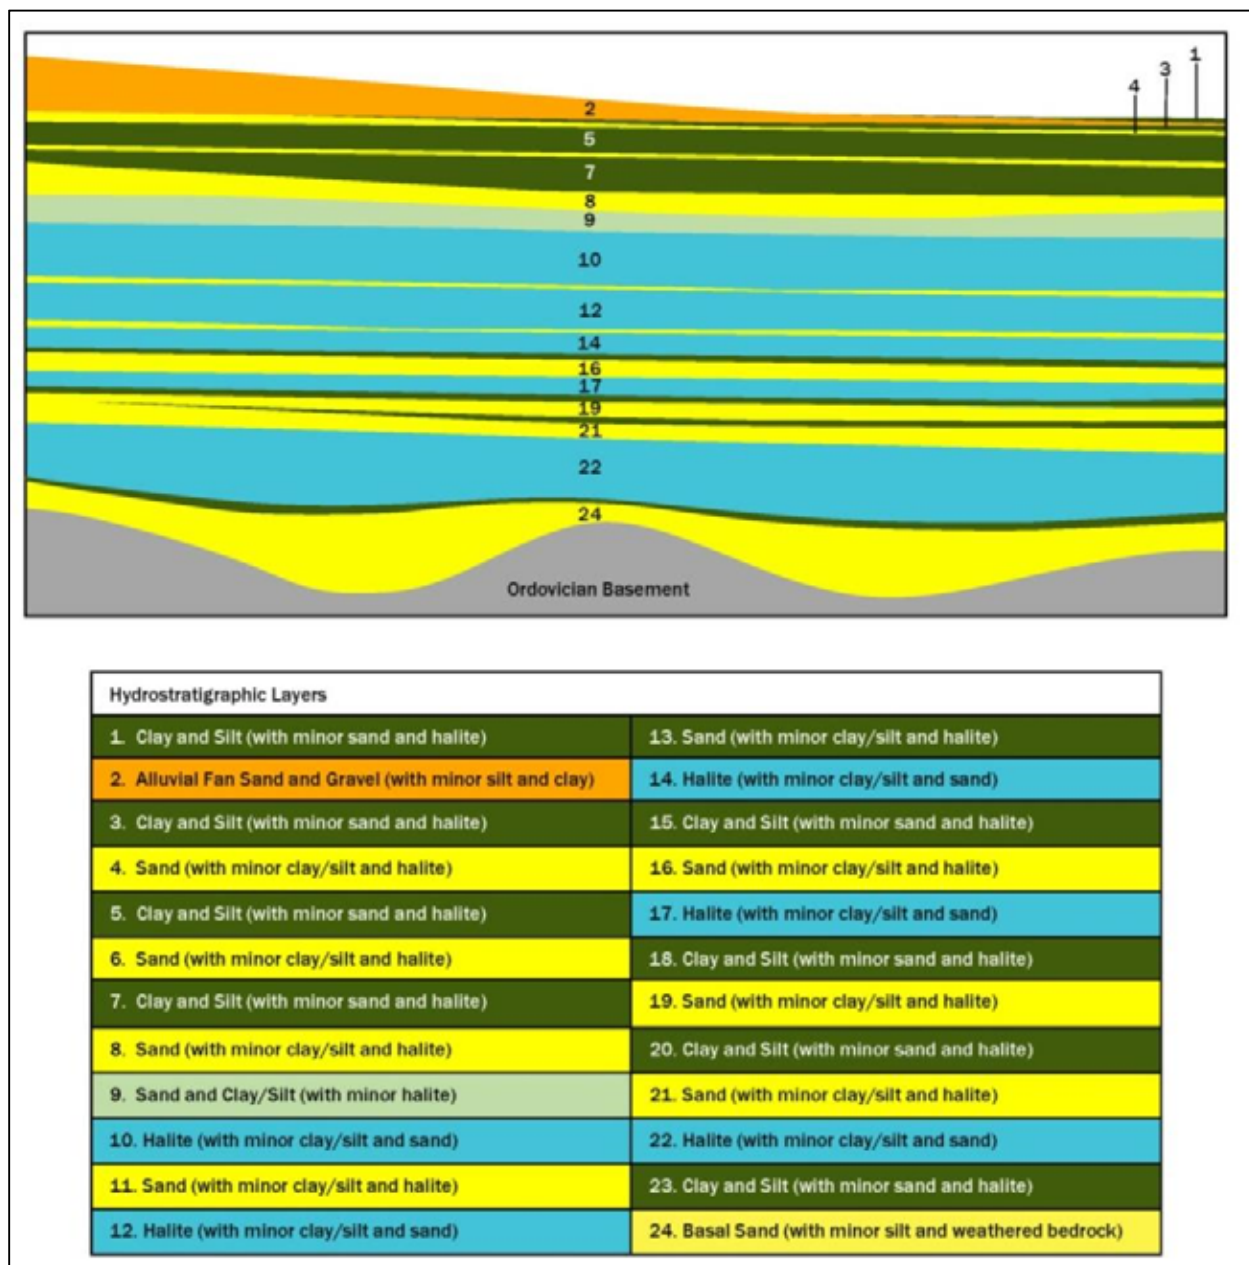 1
3
4
2
5
7
8
9
10
12
14
16
17
19
21
22
24
Ordovician Basement
Hydrostratigraphic Layers
1. Clay and Silt (with minor sand and halite)
2. Alluvial Fan Sand and Gravel (with minor silt and clay)
3. Clay and Silt (with minor sand and halite)
4. Sand (with minor clay/silt and halite)
5. Clay and Silt (with minor sand and halite)
6. Sand (with minor clay/silt and halite)
7. Clay and Silt (with minor sand and halite)
8. Sand (with minor clay/silt and halite)
9. Sand and Clay/Silt (with minor halite)
10. Halite (with minor clay/silt and sand)
11. Sand (with minor clay/silt and halite)
12. Halite (with minor clay/silt and sand)
13. Sand (with minor clay/silt and halite)
14. Halite (with minor clay/silt and sand)
15. Clay and Silt (with minor sand and halite)
16. Sand (with minor clay/silt and halite)
17. Halite (with minor clay/silt and sand)
18. Clay and Silt (with minor sand and halite)
19. Sand (with minor clay/silt and halite)
20. Clay and Silt (with minor sand and halite)
21. Sand (with minor clay/silt and halite)
22. Halite (with minor clay/silt and sand)
23. Clay and Silt (with minor sand and halite)
24. Basal Sand (with minor silt and weathered bedrock)